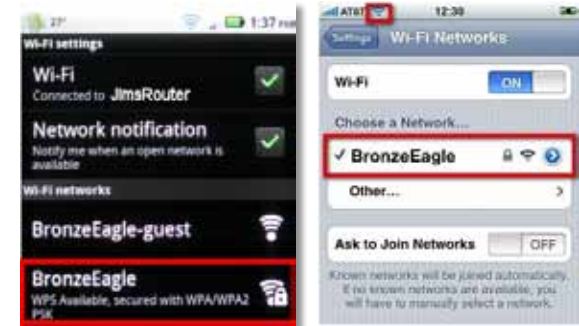 27° 1:37 PM
Wi-Fi settings
Wi-Fi
Connected to JimsRouter
Network notification
Notify me when an open network is
available
Wi-Fi networks
BronzeEagle-guest
BronzeEagle
WPS Available, secured with WPA/WPA2
PSK
AT&T 12:30
Settings Wi-Fi Networks
Wi-Fi ON
Choose a Network...
✓ BronzeEagle
Other...
Ask to Join Networks OFF
Known networks will be joined automatically.
If no known networks are available, you
will have to manually select a network.